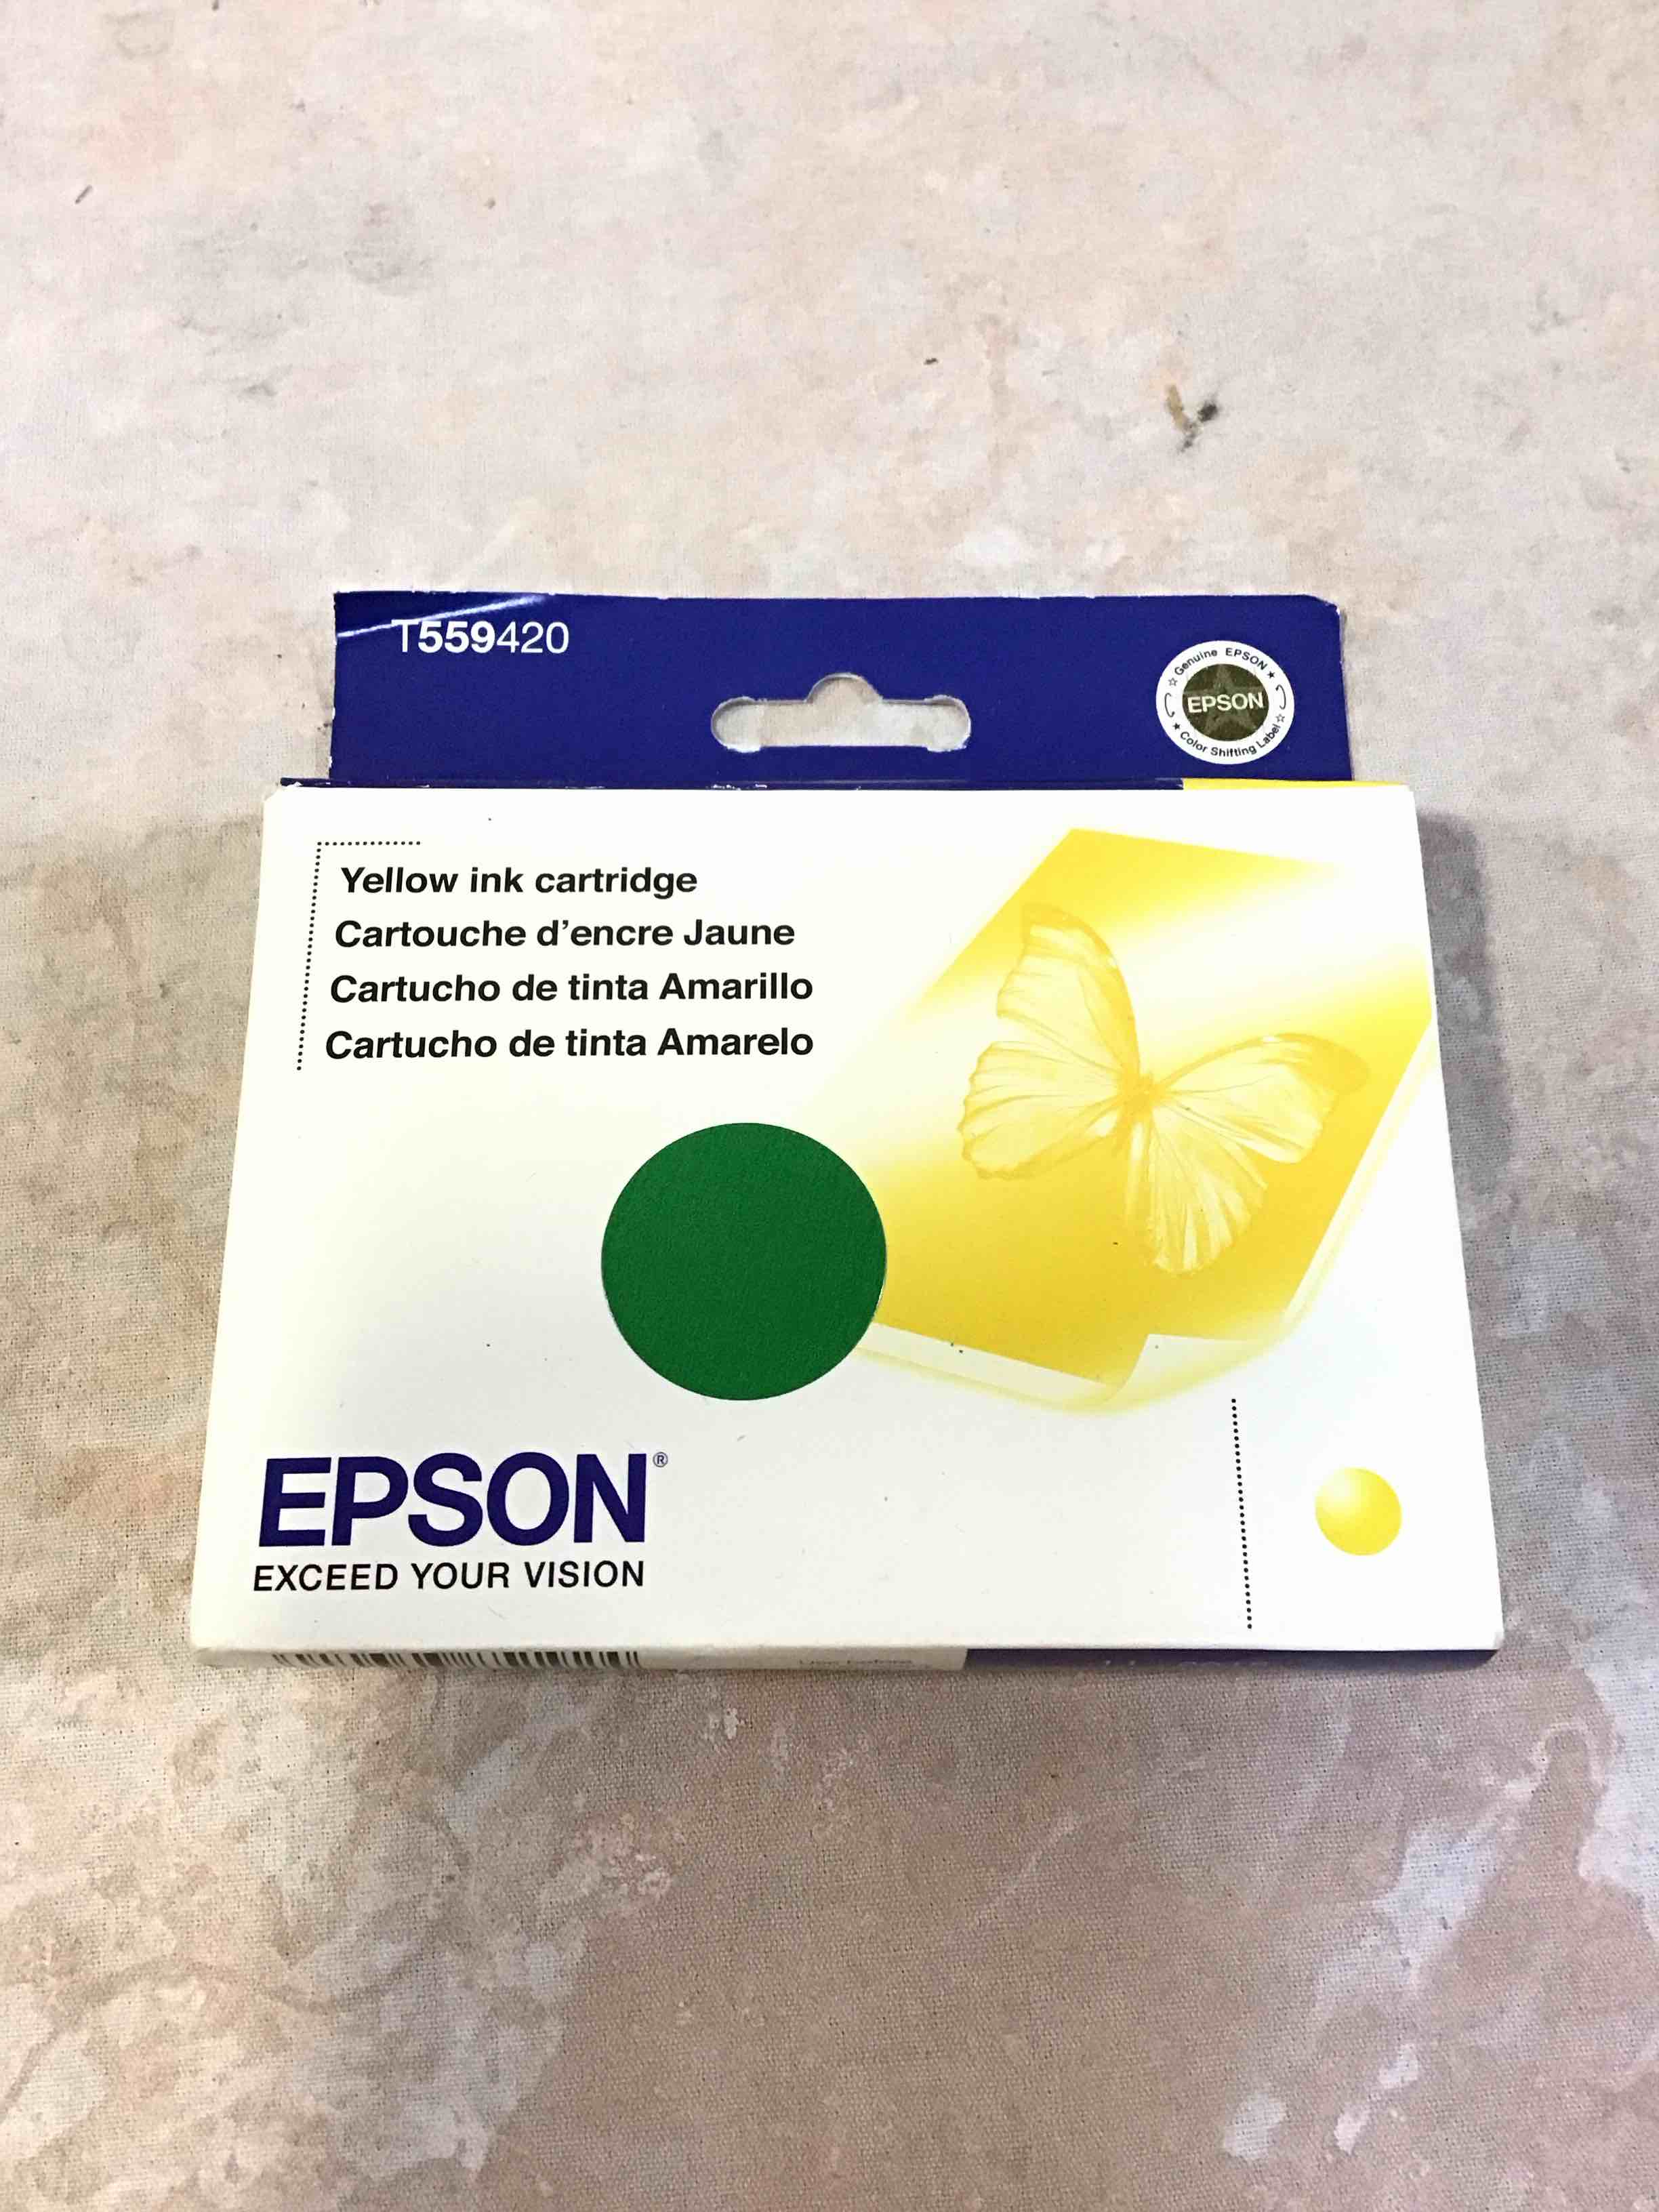 T559420
Genuine EPSON
EPSON
Color Shifting Label
Yellow ink cartridge
Cartouche d'encre Jaune
Cartucho de tinta Amarillo
Cartucho de tinta Amarelo
EPSON®
EXCEED YOUR VISION